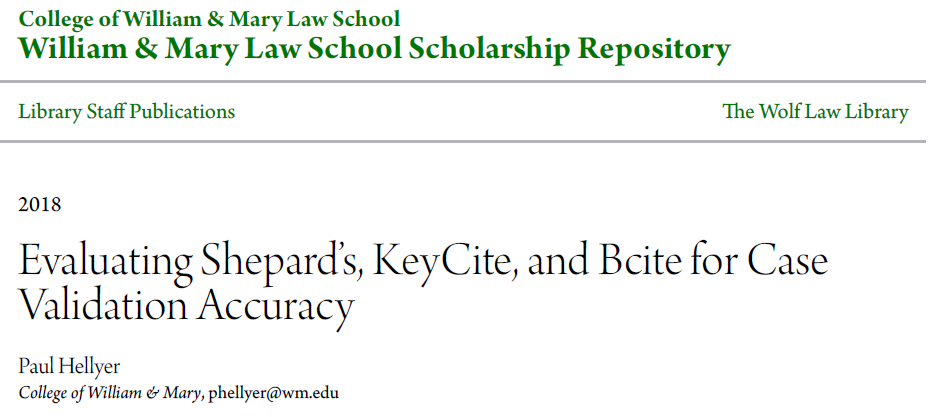 College of William & Mary Law School
William & Mary Law School Scholarship Repository
Library Staff Publications
The Wolf Law Library
2018
Evaluating Shepard's, KeyCite, and Bcite for Case
Validation Accuracy
Paul Hellyer
College of William & Mary, phellyer@wm.edu